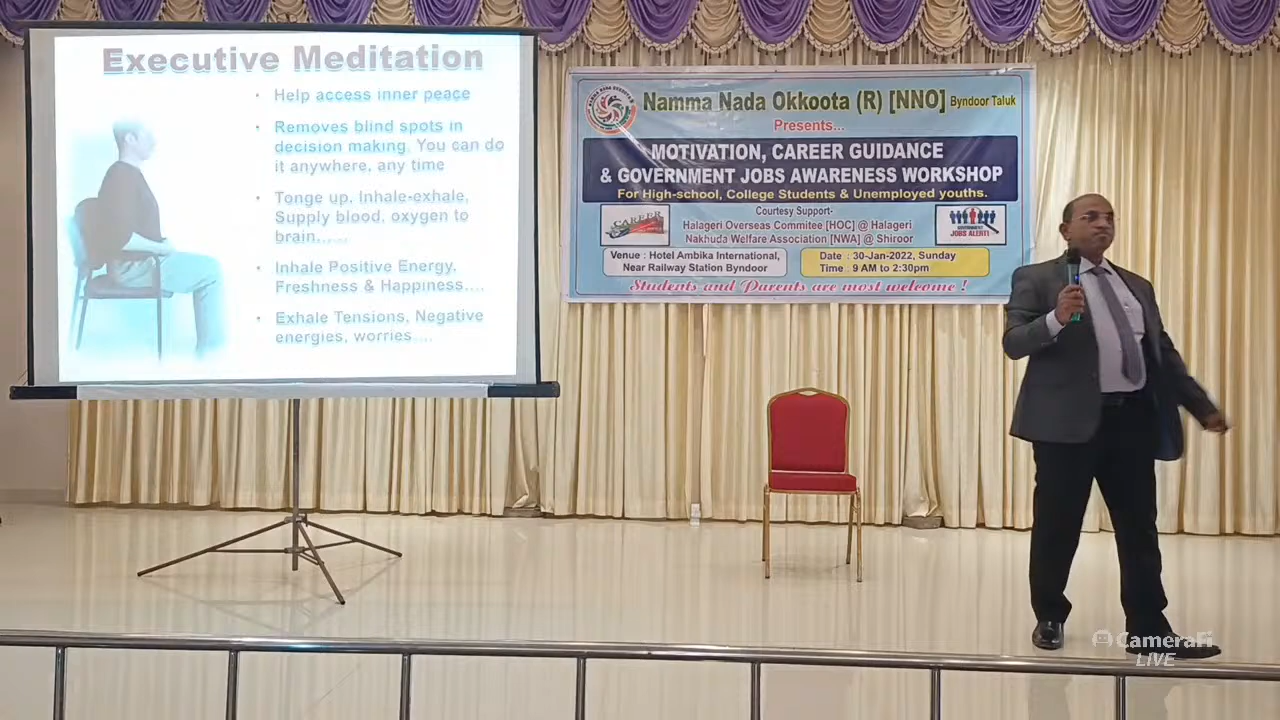 Executive Meditation
• Help access inner peace
• Removes blind spots in
decision making. You can do
it anywhere, any time
• Tonge up, Inhale-exhale,
Supply blood, oxygen to
brain……
• Inhale Positive Energy,
Freshness & Happiness….
• Exhale Tensions, Negative
energies, worries….
Namma Nada Okkoota (R) [NNO] Byndoor Taluk
Presents...
MOTIVATION, CAREER GUIDANCE
& GOVERNMENT JOBS AWARENESS WORKSHOP
For High-school, College Students & Unemployed youths.
Courtesy Support-
Halageri Overseas Commitee [HOC] @ Halageri
Nakhuda Welfare Association [NWA] @ Shiroor
CAREER
GOVERNMENT
JOBS ALERT!
Venue : Hotel Ambika International,
Near Railway Station Byndoor
Date : 30-Jan-2022, Sunday
Time : 9 AM to 2:30pm
Students and Parents are most welcome !
CameraFi
LIVE